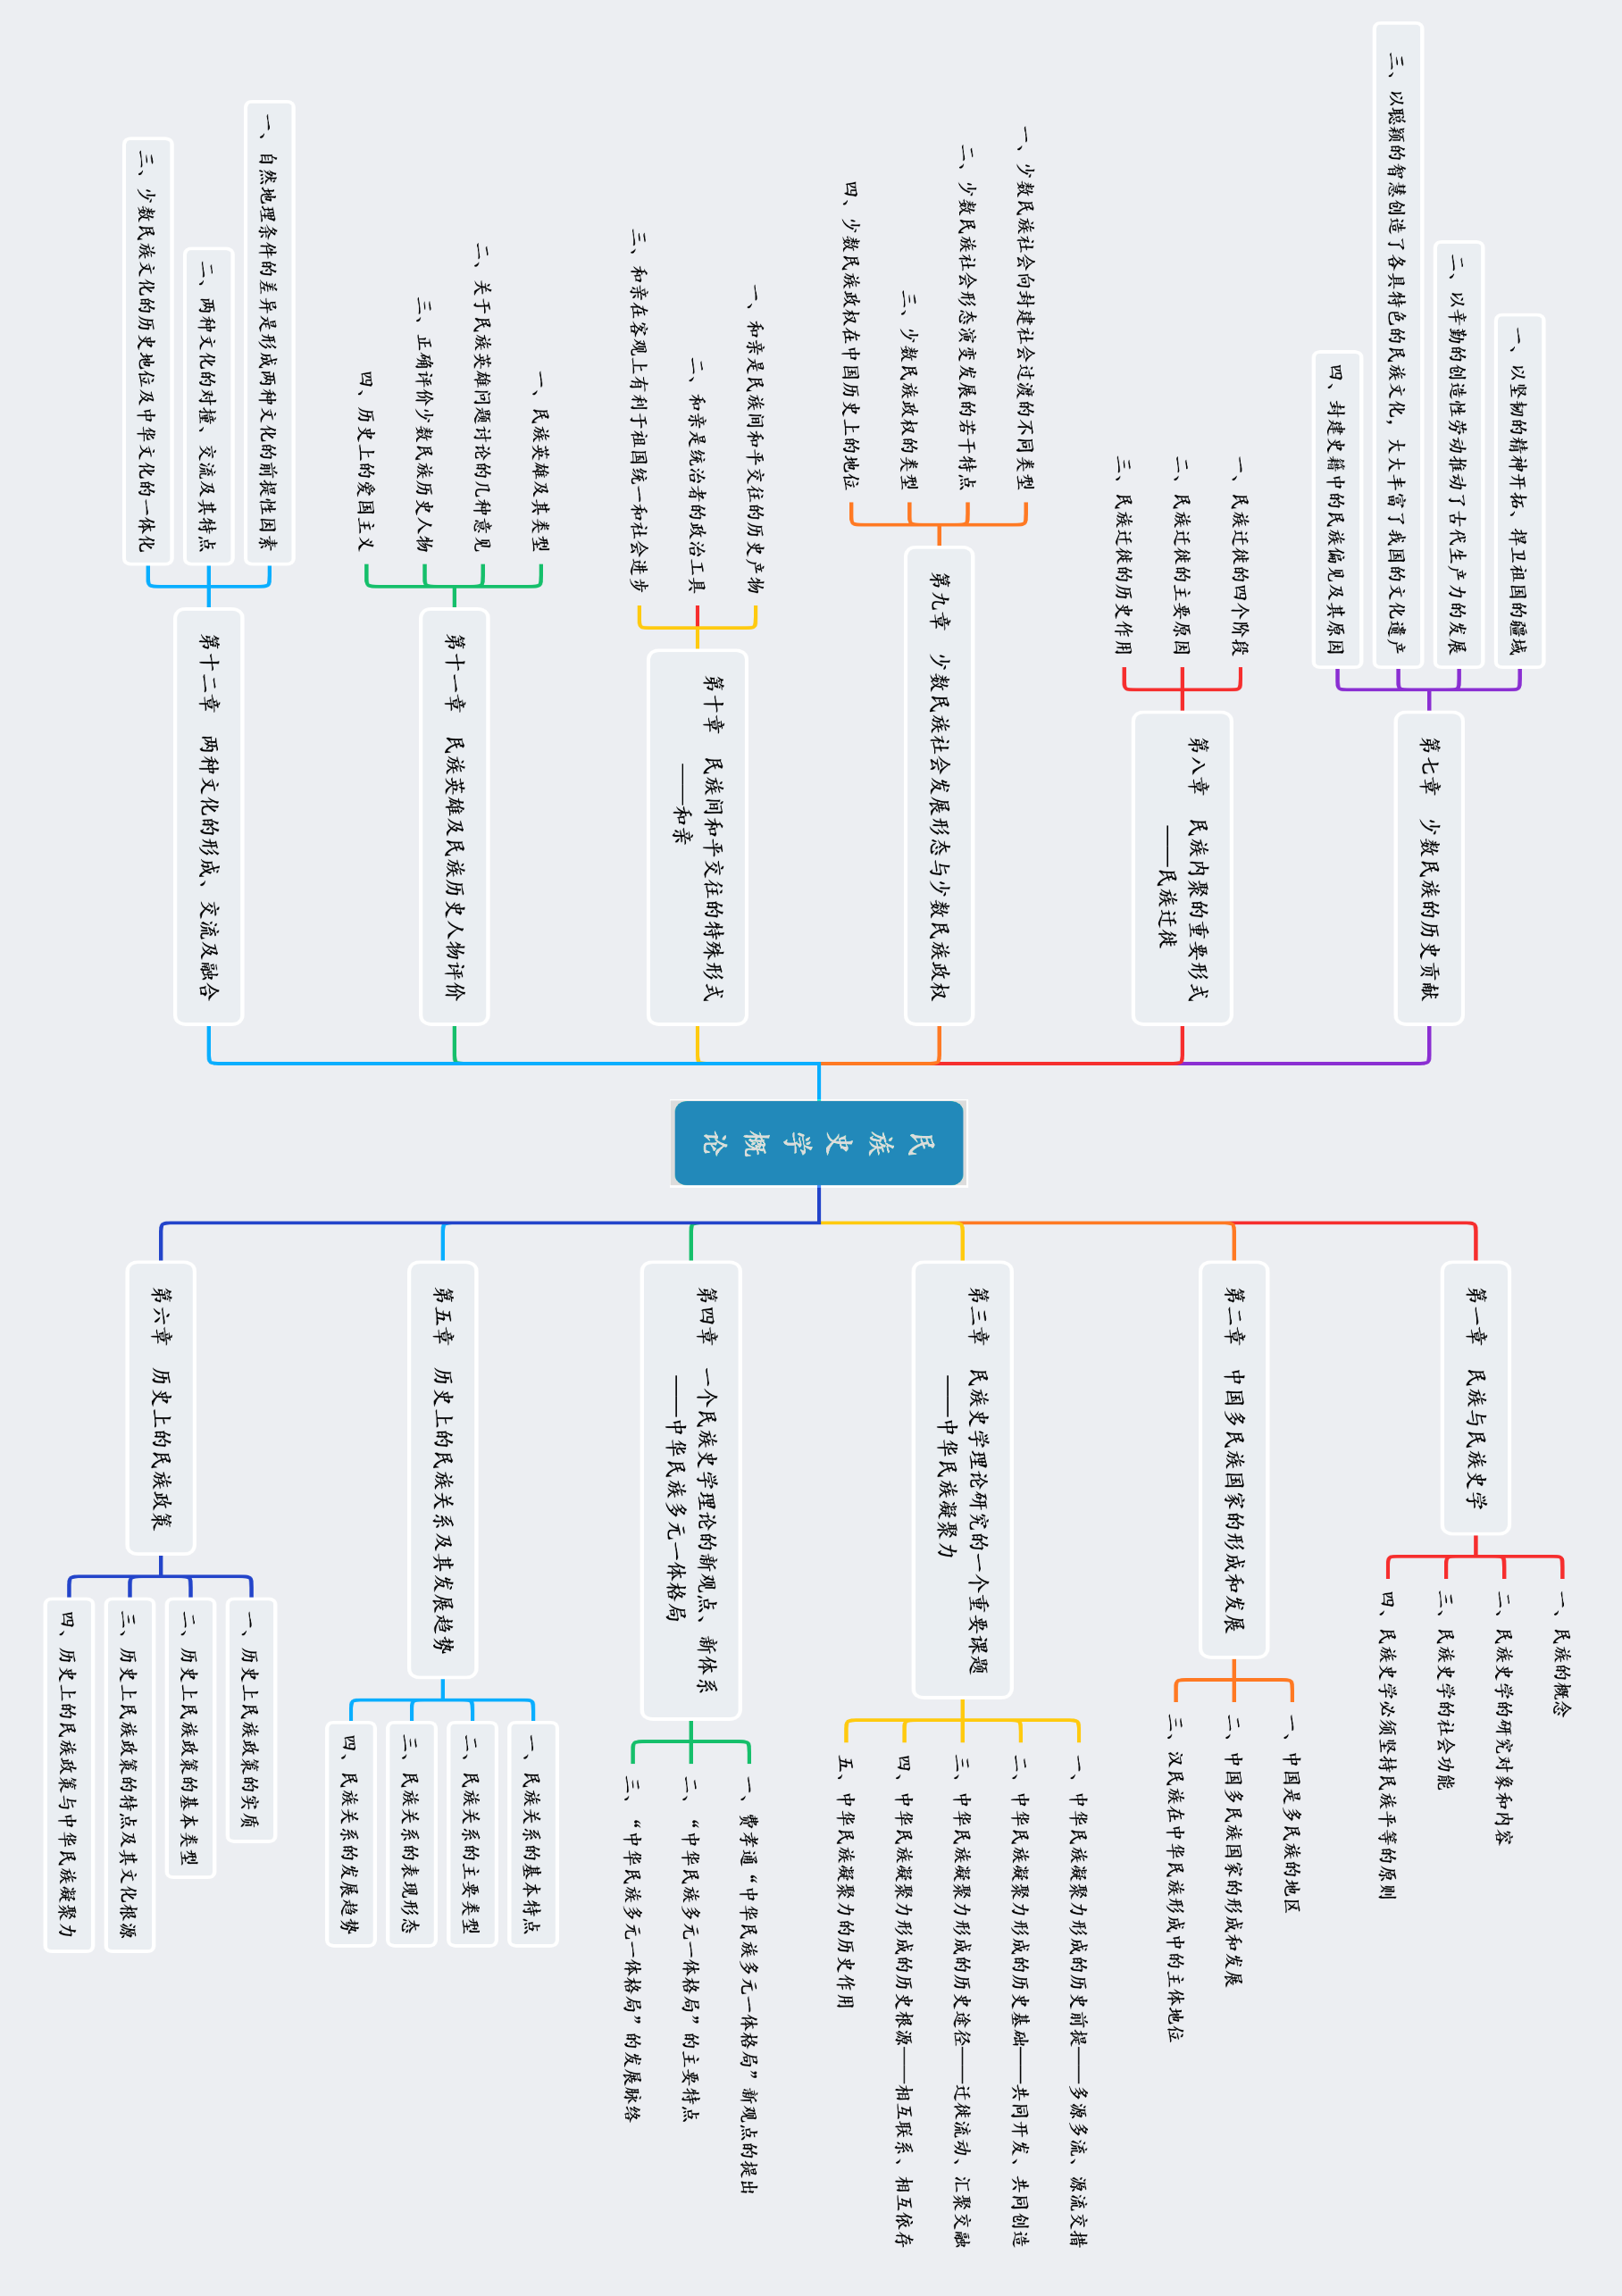 民族史学概论
第一章　民族与民族史学
一、民族的概念
二、民族史学的研究对象和内容
三、民族史学的社会功能
四、民族史学必须坚持民族平等的原则
第二章　中国多民族国家的形成和发展
一、中国是多民族的地区
二、中国多民族国家的形成和发展
三、汉民族在中华民族形成中的主体地位
第三章　民族史学理论研究的一个重要课题
——中华民族凝聚力
一、中华民族凝聚力形成的历史前提——多源多流、源流交措
二、中华民族凝聚力形成的历史基础——共同开发、共同创造
三、中华民族凝聚力形成的历史途径——迁徙流动、汇聚交融
四、中华民族凝聚力形成的历史根源——相互联系、相互依存
五、中华民族凝聚力的历史作用
第四章　一个民族史学理论的新观点、新体系
——中华民族多元一体格局
一、费孝通“中华民族多元一体格局”新观点的提出
二、“中华民族多元一体格局”的主要特点
三、“中华民族多元一体格局”的发展脉络
第五章　历史上的民族关系及其发展趋势
一、民族关系的基本特点
二、民族关系的主要类型
三、民族关系的表现形态
四、民族关系的发展趋势
第六章　历史上的民族政策
一、历史上民族政策的实质
二、历史上民族政策的基本类型
三、历史上民族政策的特点及其文化根源
四、历史上的民族政策与中华民族凝聚力
第七章　少数民族的历史贡献
一、以坚韧的精神开拓、捍卫祖国的疆域
二、以辛勤的创造性劳动推动了古代生产力的发展
三、以聪颖的智慧创造了各具特色的民族文化，大大丰富了我国的文化遗产
四、封建史籍中的民族偏见及其原因
第八章　民族内聚的重要形式
——民族迁徙
一、民族迁徙的四个阶段
二、民族迁徙的主要原因
三、民族迁徙的历史作用
第九章　少数民族社会发展形态与少数民族政权
一、少数民族社会向封建社会过渡的不同类型
二、少数民族社会形态演变发展的若干特点
三、少数民族政权的类型
四、少数民族政权在中国历史上的地位
第十章　民族间和平交往的特殊形式
——和亲
一、和亲是民族间和平交往的历史产物
二、和亲是统治者的政治工具
三、和亲在客观上有利于祖国统一和社会进步
第十一章　民族英雄及民族历史人物评价
一、民族英雄及其类型
二、关于民族英雄问题讨论的几种意见
三、正确评价少数民族历史人物
四、历史上的爱国主义
第十二章　两种文化的形成、交流及融合
一、自然地理条件的差异是形成两种文化的前提性因素
二、两种文化的对撞、交流及其特点
三、少数民族文化的历史地位及中华文化的一体化